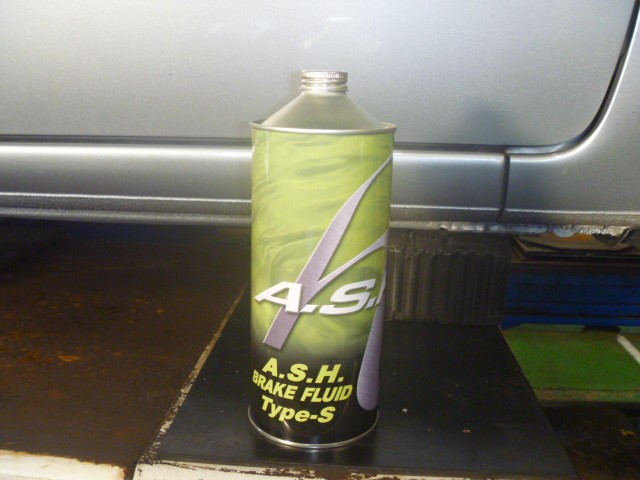 A.S.H
A.S.H.
BRAKE FLUID
Type-S